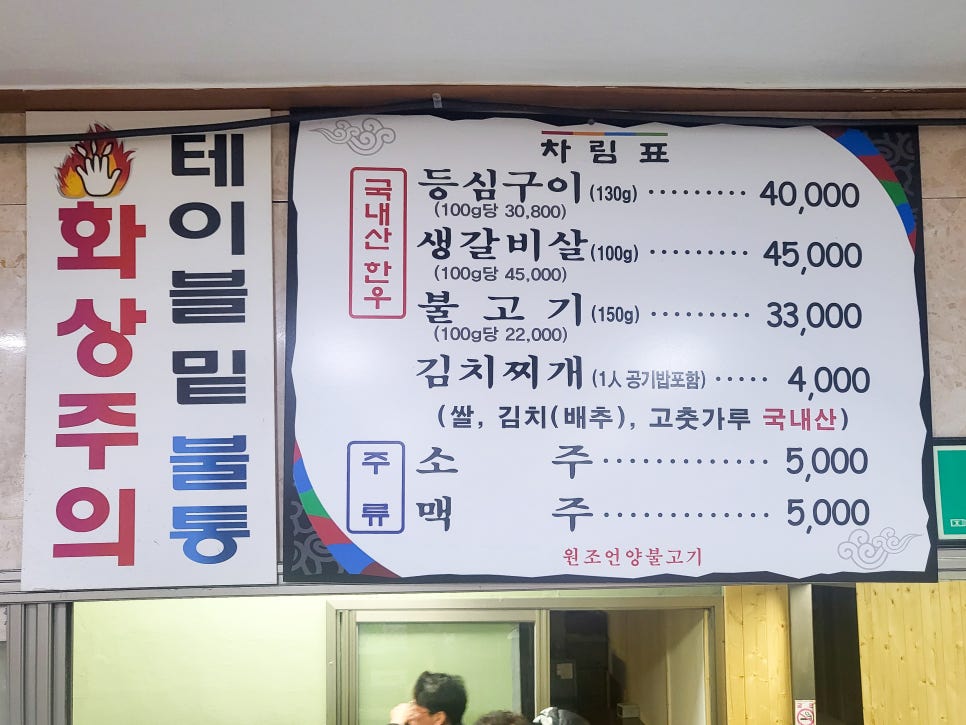 테이블밑불통
화상주의
차림표
국내산 한우
등심구이 (130g) ········· 40,000
(100g당 30,800)
생갈비살 (100g) ········· 45,000
(100g당 45,000)
불고기 (150g) ········· 33,000
(100g당 22,000)
김치찌개 (1人 공기밥포함) ····· 4,000
(쌀, 김치(배추), 고춧가루 국내산)
주류
소주 ············· 5,000
맥주 ············· 5,000
원조언양불고기